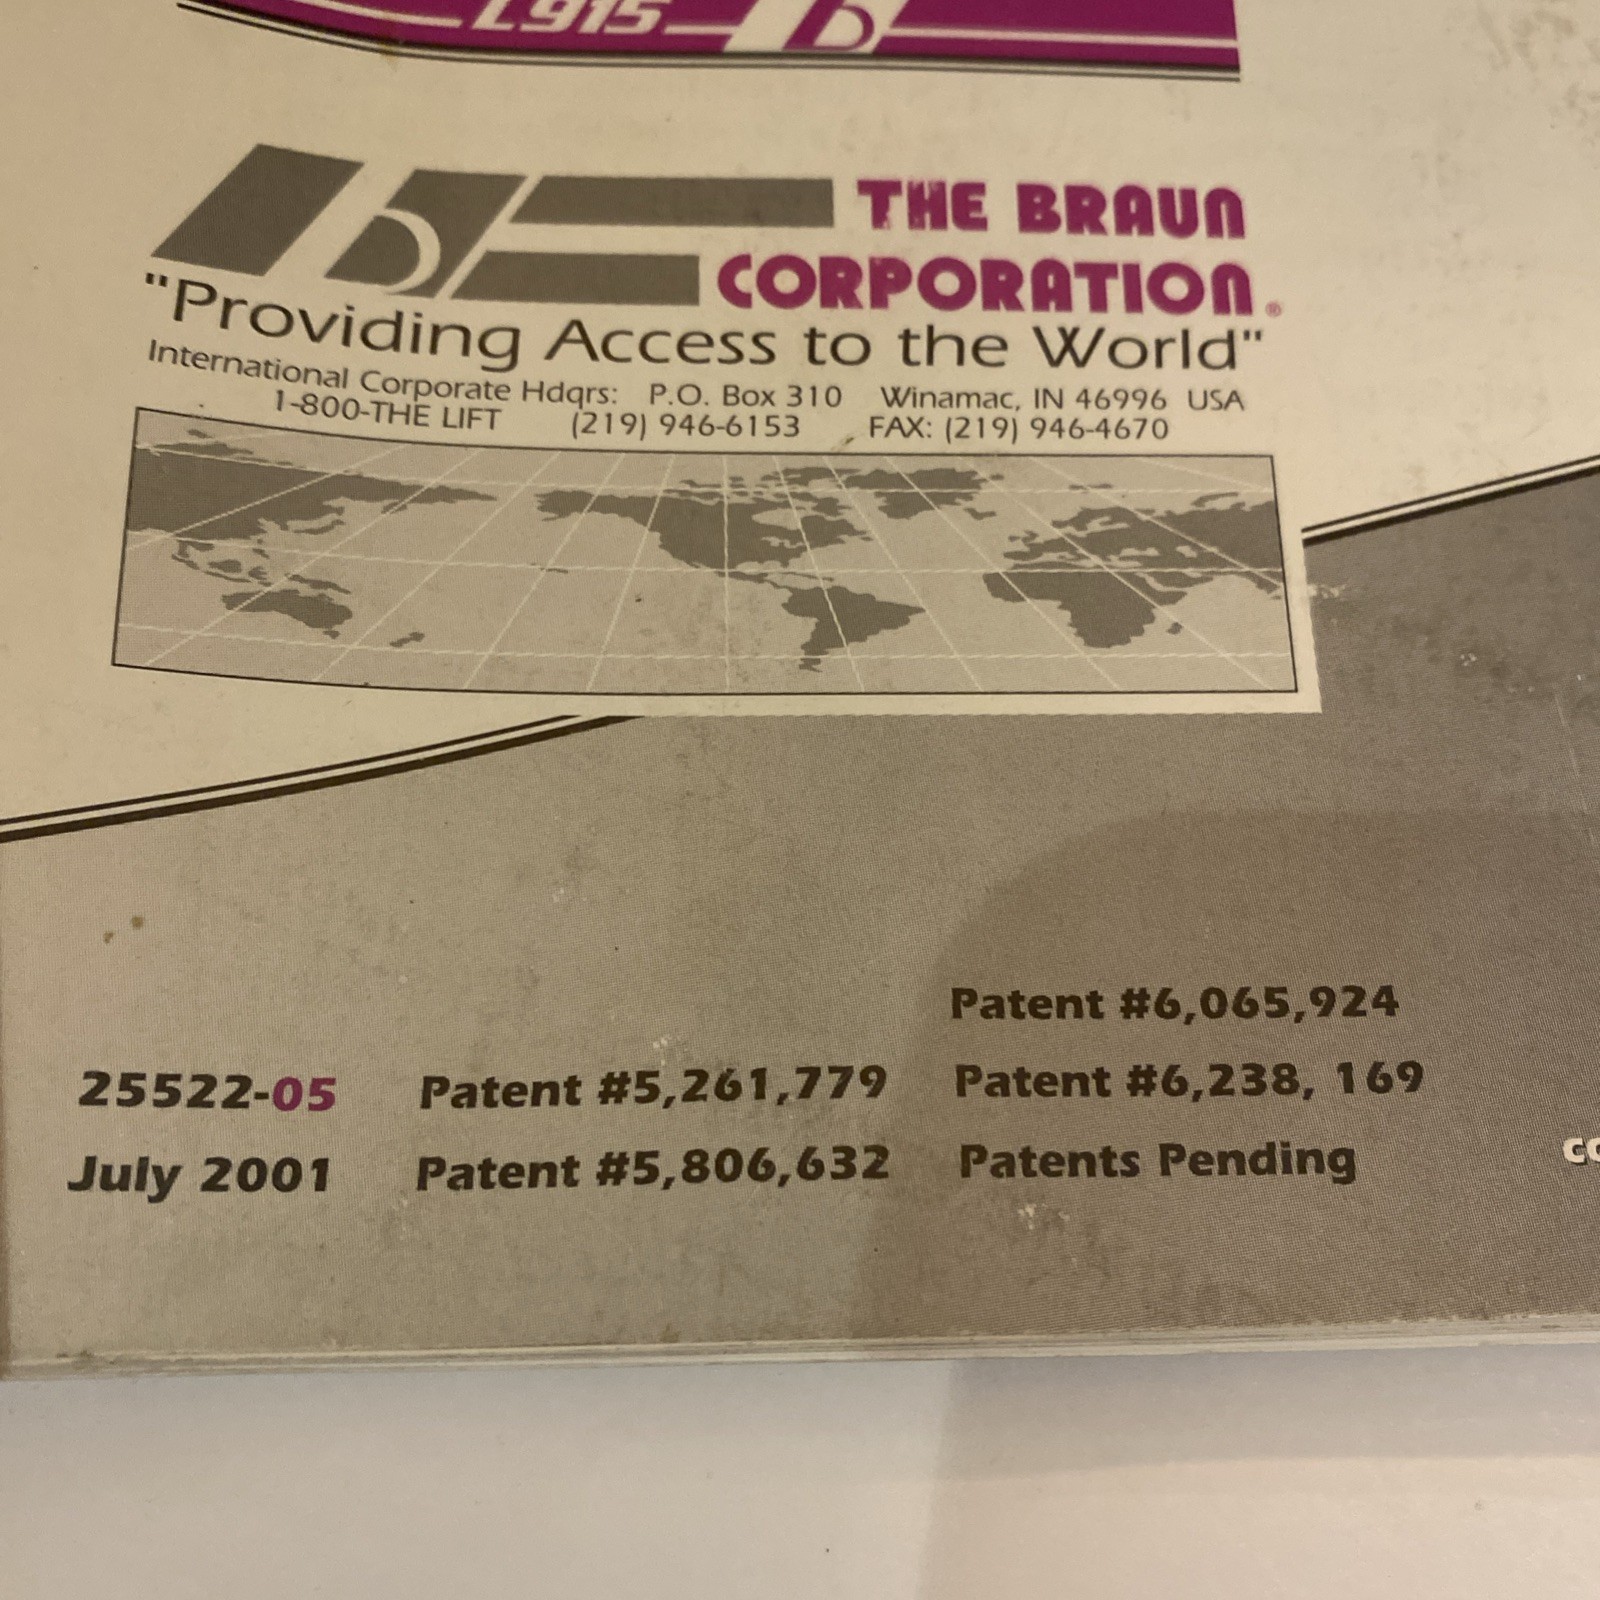 L915
THE BRAUN
CORPORATION®
"Providing Access to the World"
International Corporate Hdqrs: P.O. Box 310 Winamac, IN 46996 USA
1-800-THE LIFT (219) 946-6153 FAX: (219) 946-4670
Patent #6,065,924
25522-05 Patent #5,261,779 Patent #6,238, 169
July 2001 Patent #5,806,632 Patents Pending